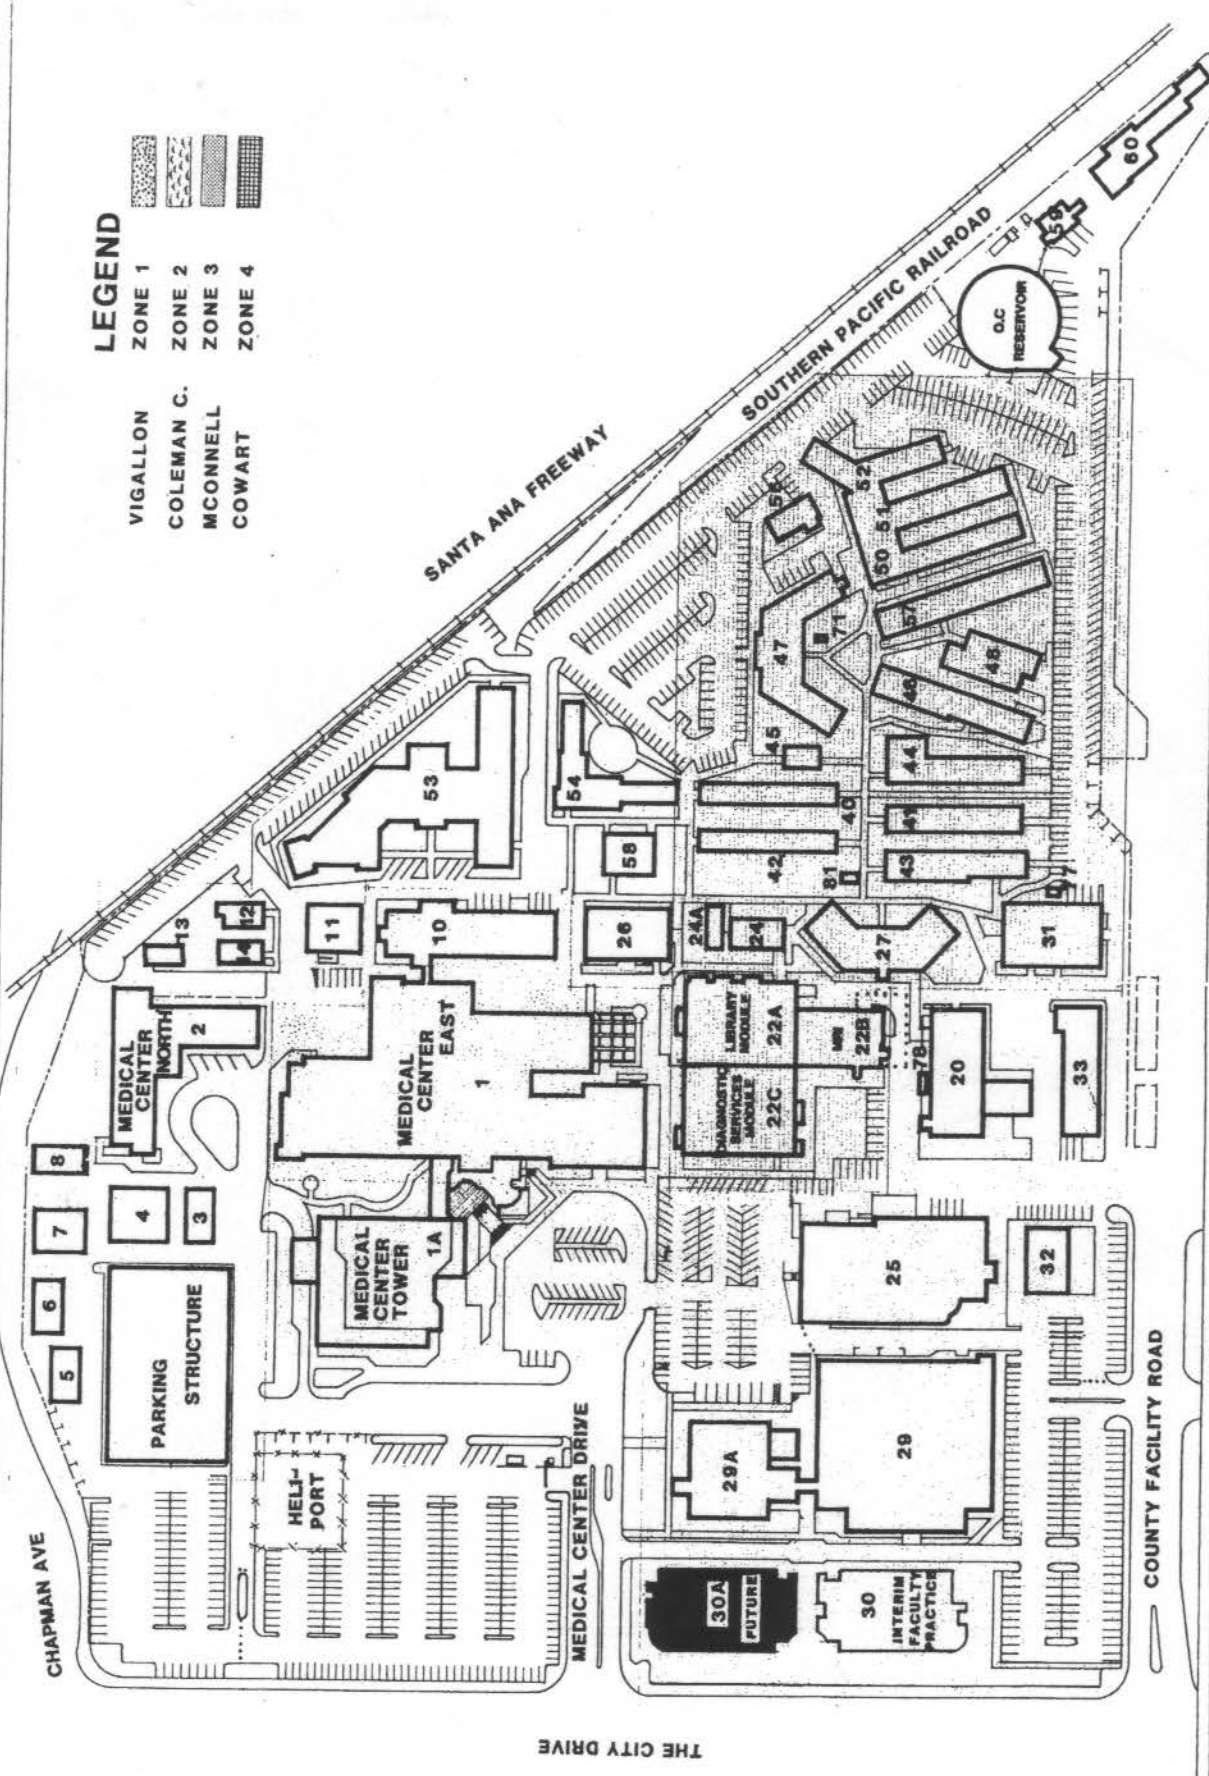 LEGEND
VIGALLON ZONE 1
COLEMAN C. ZONE 2
MCONNELL ZONE 3
COWART ZONE 4
SANTA ANA FREEWAY
SOUTHERN PACIFIC RAILROAD
CHAPMAN AVE
MEDICAL CENTER DRIVE
COUNTY FACILITY ROAD
THE CITY DRIVE
PARKING
STRUCTURE
HELI-
PORT
5
6
7
8
4
3
MEDICAL
CENTER
NORTH
2
13
14
12
11
10
MEDICAL
CENTER
TOWER
1A
MEDICAL
CENTER
EAST
1
53
54
58
26
24A
24
LIBRARY
MODULE
22A
DIAGNOSTIC
SERVICES
MODULE
22C
MRI
22B
78
27
20
33
31
77
81
42
40
43
41
44
45
47
71
48
57
50
51
52
O.C
RESERVOIR
59
60
25
32
29A
29
30A
FUTURE
30
INTERIM
FACULTY
PRACTICE